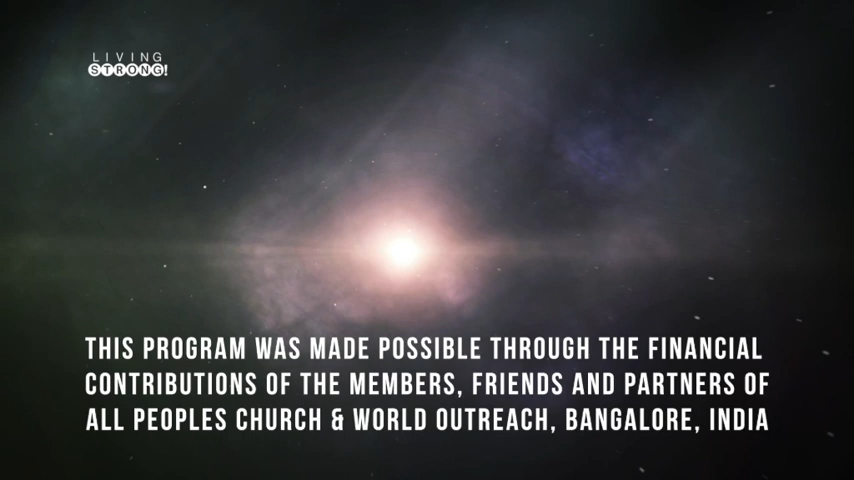 LIVING
STRONG!
THIS PROGRAM WAS MADE POSSIBLE THROUGH THE FINANCIAL
CONTRIBUTIONS OF THE MEMBERS, FRIENDS AND PARTNERS OF
ALL PEOPLES CHURCH & WORLD OUTREACH, BANGALORE, INDIA